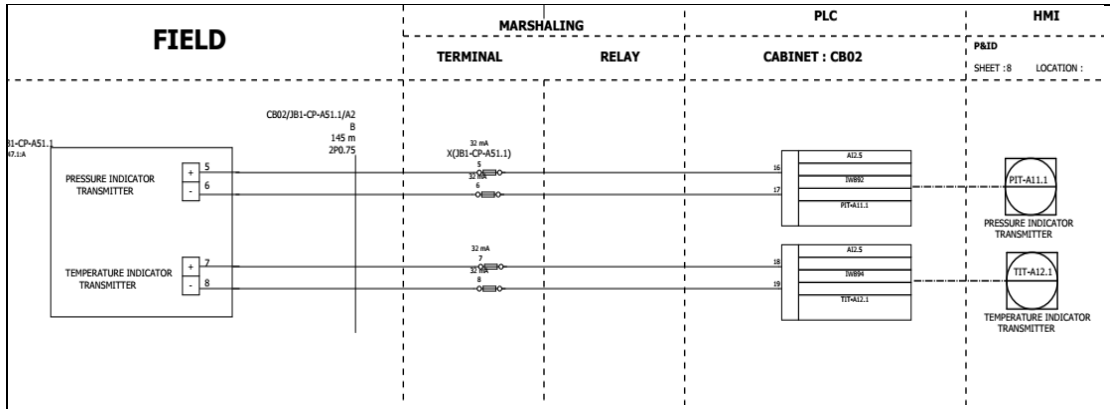 FIELD
MARSHALING
TERMINAL
RELAY
PLC
CABINET : CB02
HMI
P&ID
SHEET :8 LOCATION :
CB02/JB1-CP-A51.1/A2
B
145 m
2P0.75
PRESSURE INDICATOR
TRANSMITTER
+ 5
- 6
TEMPERATURE INDICATOR
TRANSMITTER
+ 7
- 8
32 mA
X(JB1-CP-A51.1)
5
32 mA
6
32 mA
7
32 mA
8
16
17
AI2.5
PIT-A11.1
18
19
AI2.5
TIT-A12.1
PIT-A11.1
PRESSURE INDICATOR
TRANSMITTER
TIT-A12.1
TEMPERATURE INDICATOR
TRANSMITTER